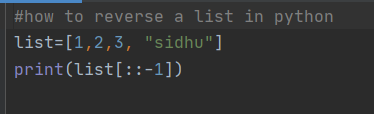 #how to reverse a list in python
list=[1,2,3, "sidhu"]
print(list[::-1])